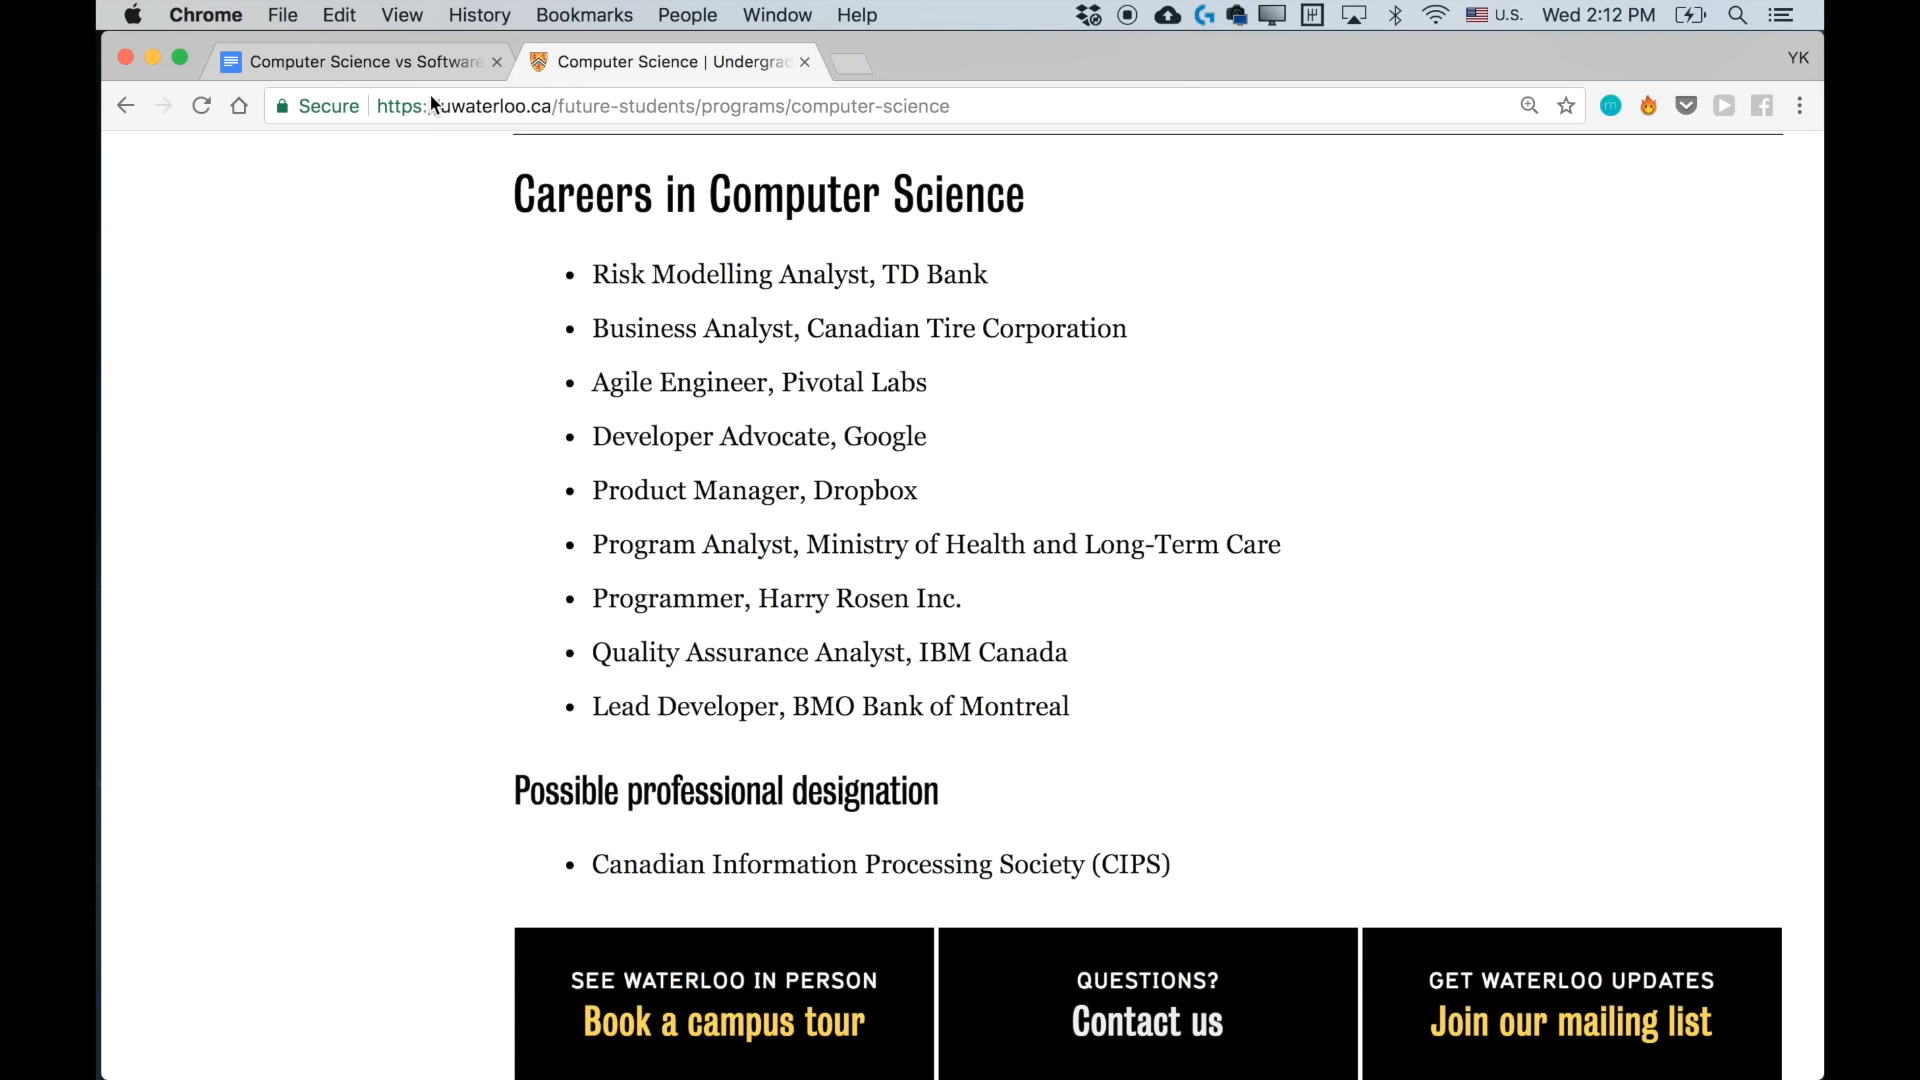 Chrome File Edit View History Bookmarks People Window Help U.S. Wed 2:12 PM
Computer Science vs Software Computer Science | Undergra YK
Secure https: uwaterloo.ca/future-students/programs/computer-science
Careers in Computer Science
• Risk Modelling Analyst, TD Bank
• Business Analyst, Canadian Tire Corporation
• Agile Engineer, Pivotal Labs
• Developer Advocate, Google
• Product Manager, Dropbox
• Program Analyst, Ministry of Health and Long-Term Care
• Programmer, Harry Rosen Inc.
• Quality Assurance Analyst, IBM Canada
• Lead Developer, BMO Bank of Montreal
Possible professional designation
• Canadian Information Processing Society (CIPS)
SEE WATERLOO IN PERSON
Book a campus tour
QUESTIONS?
Contact us
GET WATERLOO UPDATES
Join our mailing list